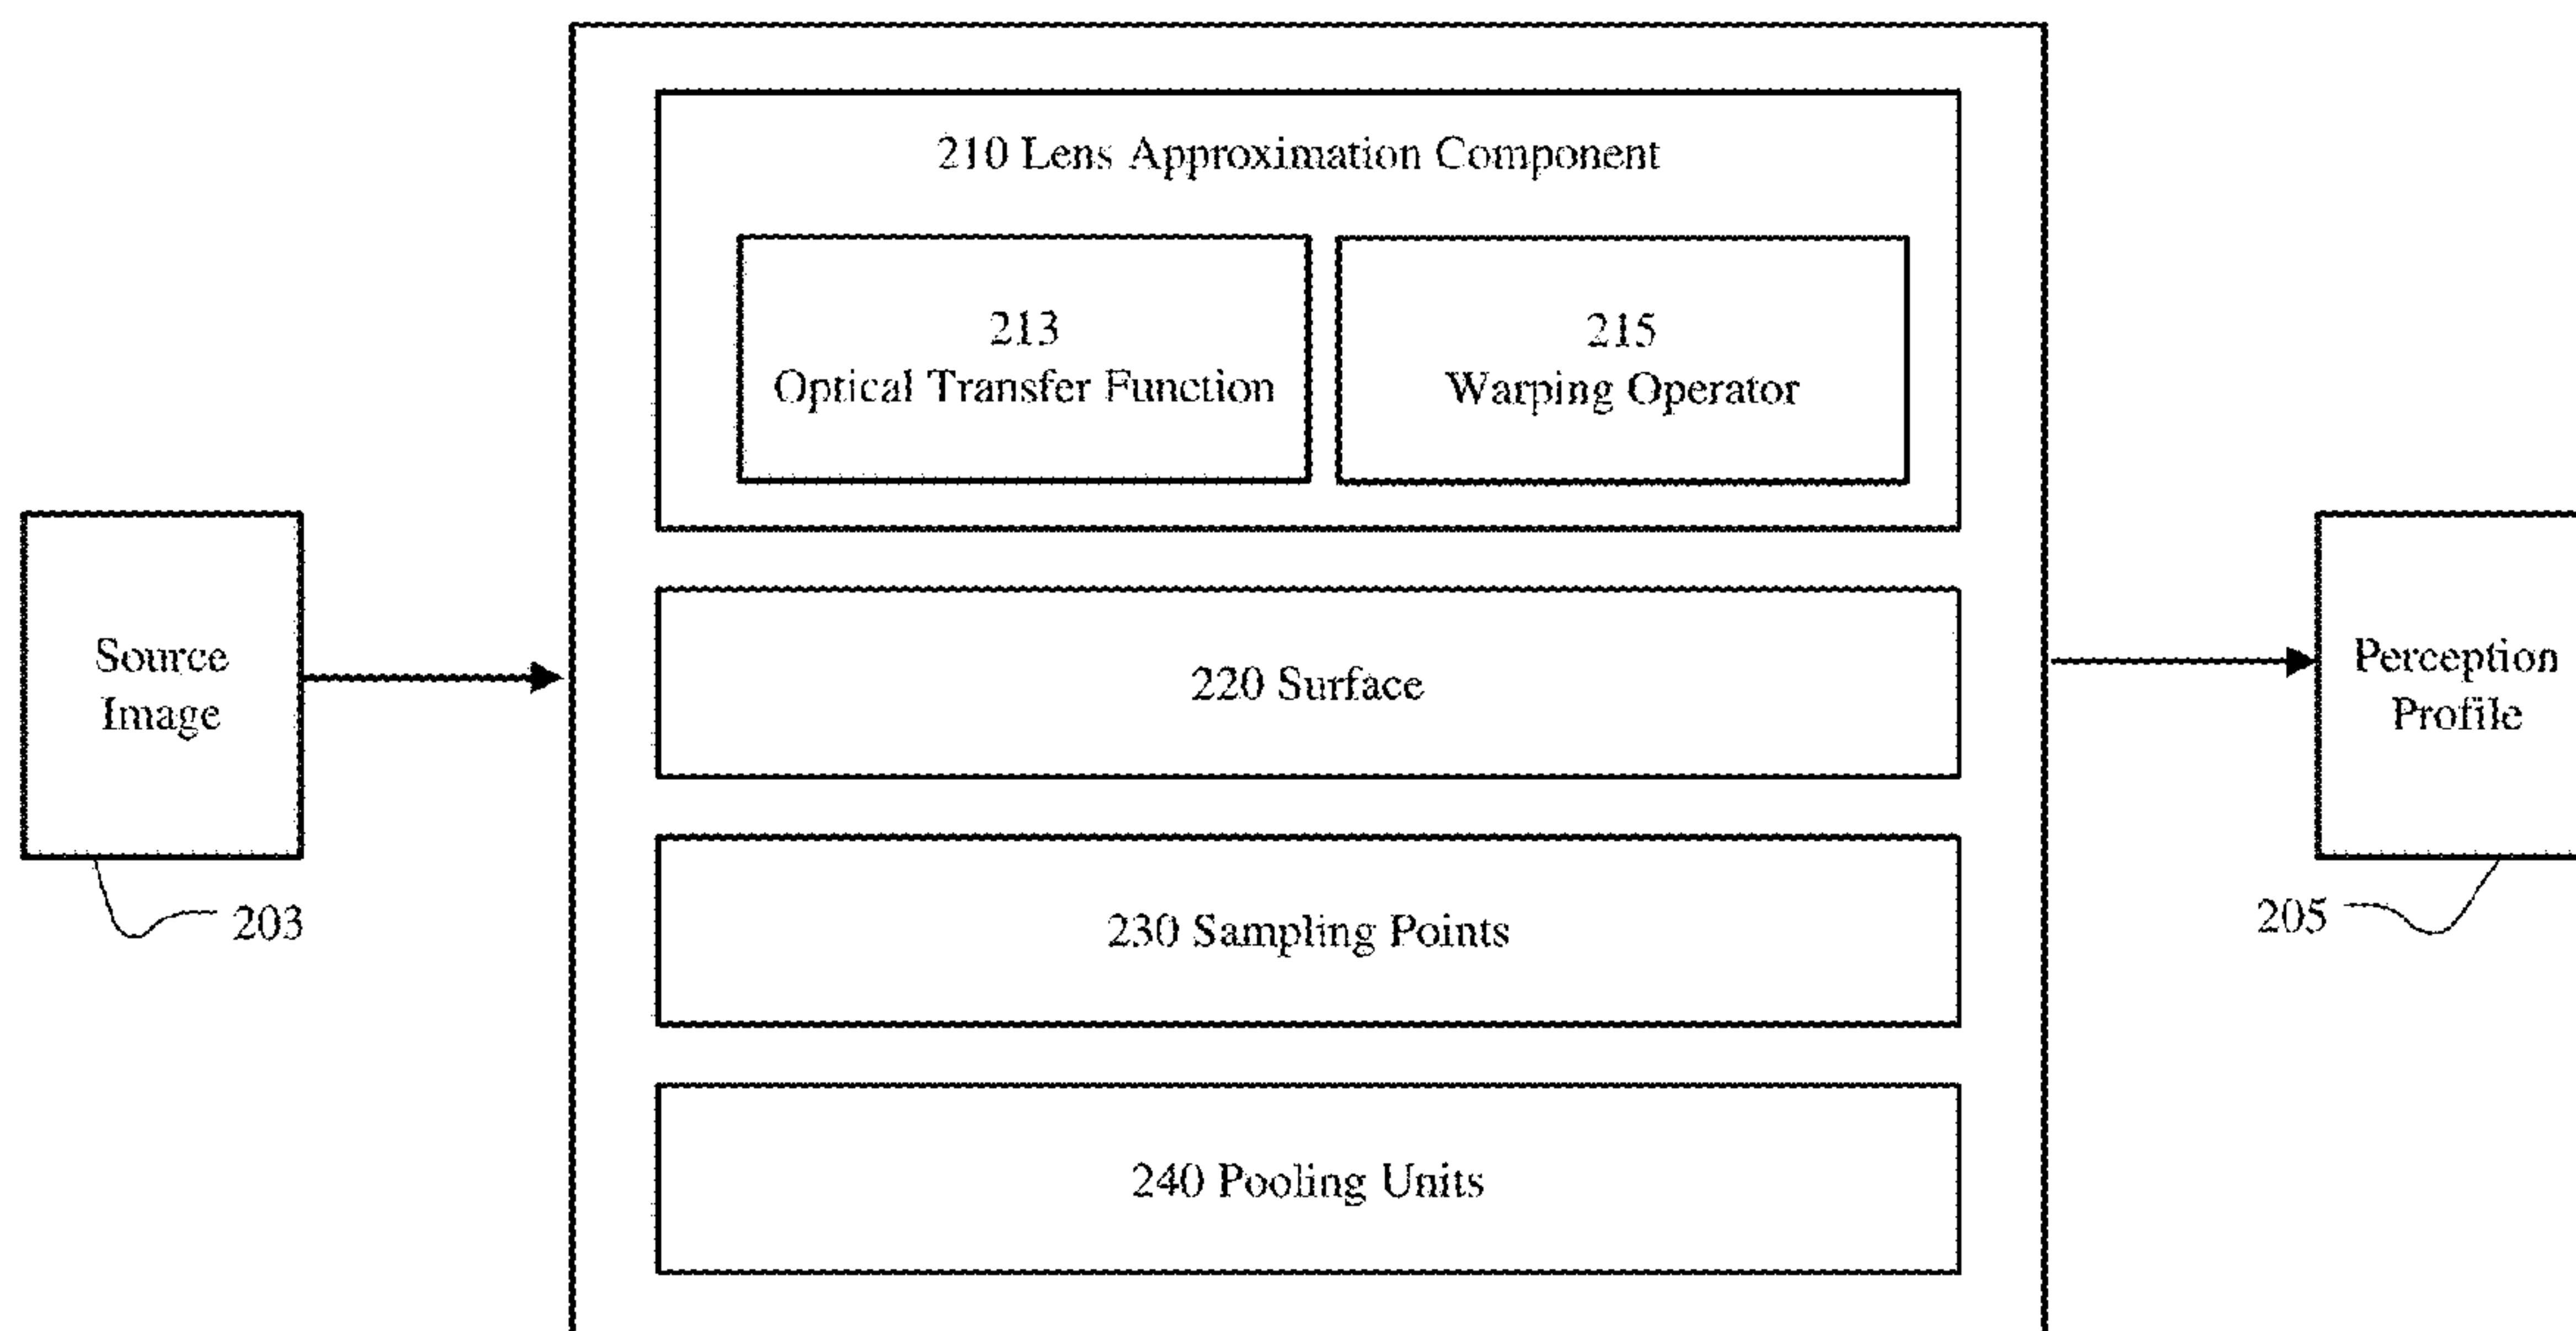 210 Lens Approximation Component
213
Optical Transfer Function
215
Warping Operator
Source
Image
203
220 Surface
230 Sampling Points
240 Pooling Units
Perception
Profile
205